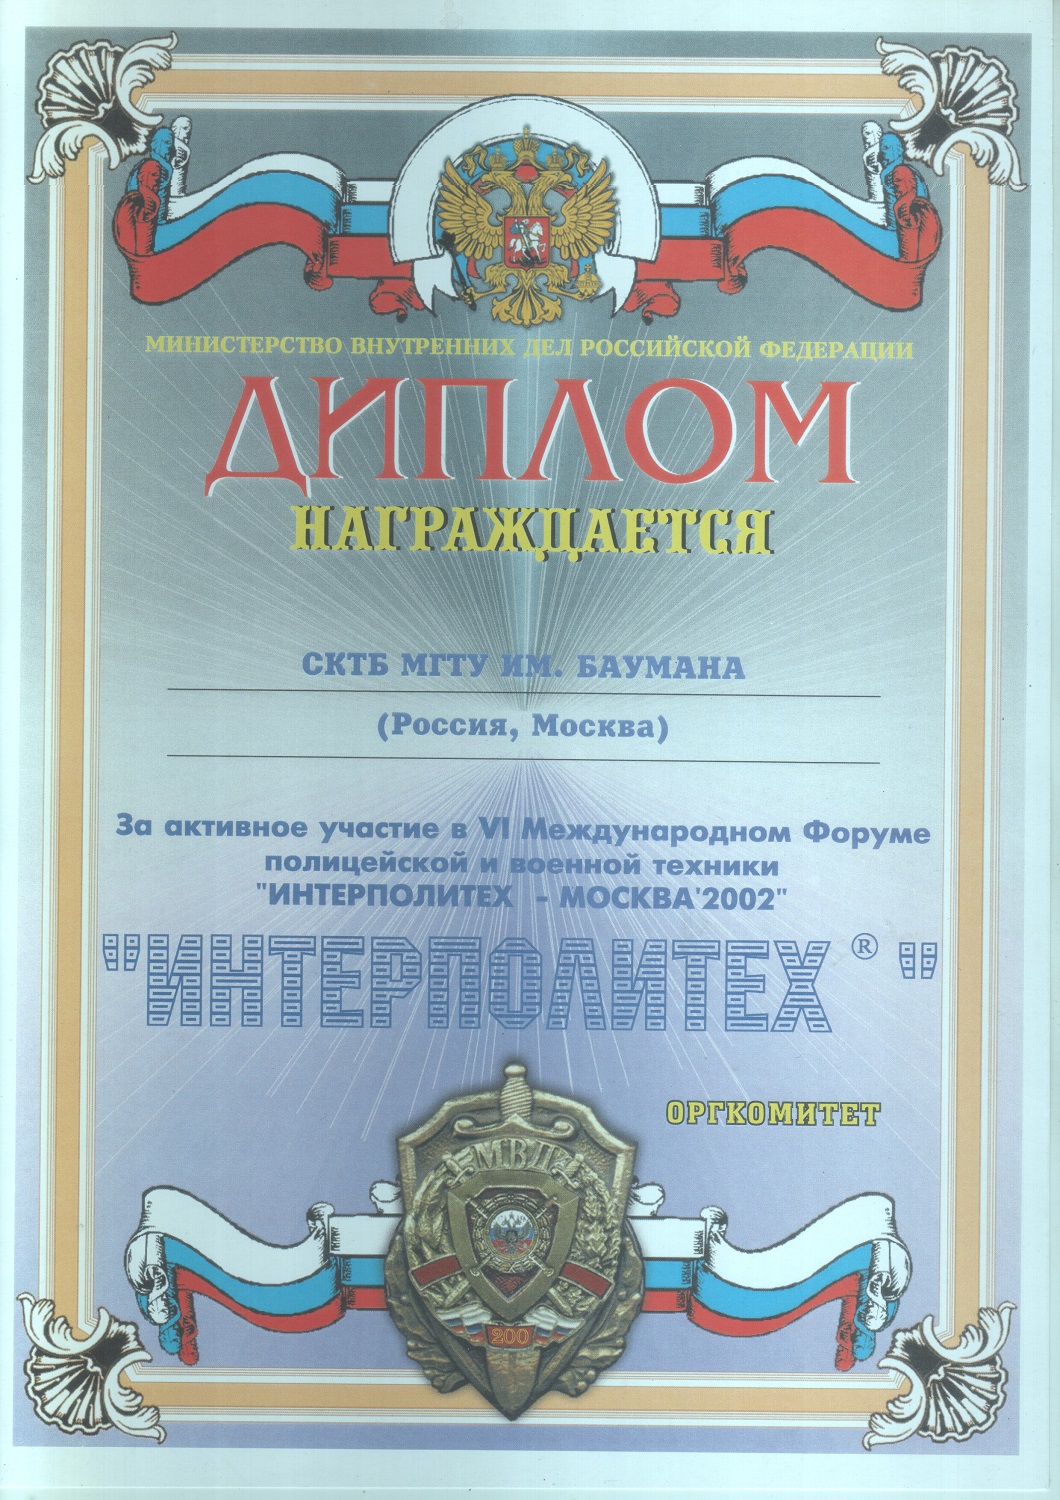 МИНИСТЕРСТВО ВНУТРЕННИХ ДЕЛ РОССИЙСКОЙ ФЕДЕРАЦИИ
ДИПЛОМ
НАГРАЖДАЕТСЯ
СКТБ МГТУ ИМ. БАУМАНА
(Россия, Москва)
За активное участие в VI Международном Форуме
полицейской и военной техники
"ИНТЕРПОЛИТЕХ - МОСКВА'2002"
"ИНТЕРПОЛИТЕХ ® "
ОРГКОМИТЕТ
МВД
200